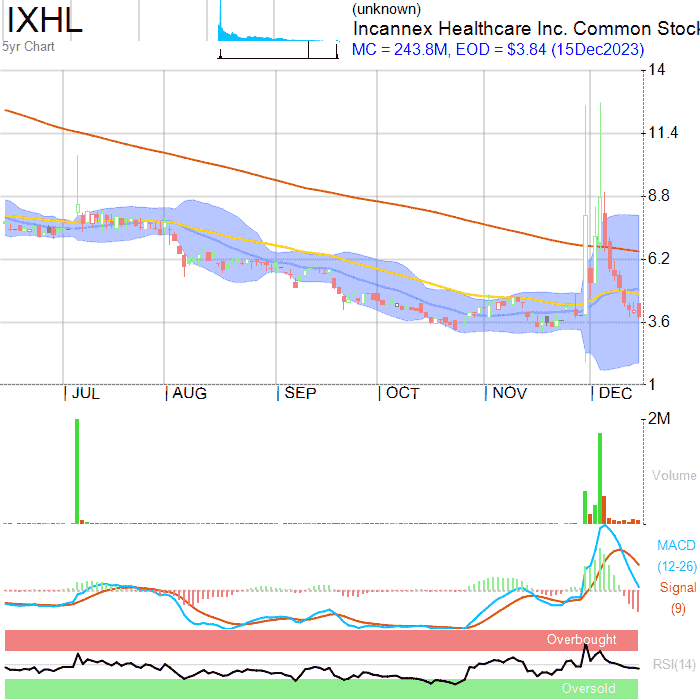 IXHL
(unknown)
Incannex Healthcare Inc. Common Stock
5yr Chart
MC = 243.8M, EOD = $3.84 (15Dec2023)
14
11.4
8.8
6.2
3.6
1
JUL AUG SEP OCT NOV DEC
2M
Volume
MACD
(12-26)
Signal
(9)
Overbought
RSI(14)
Oversold